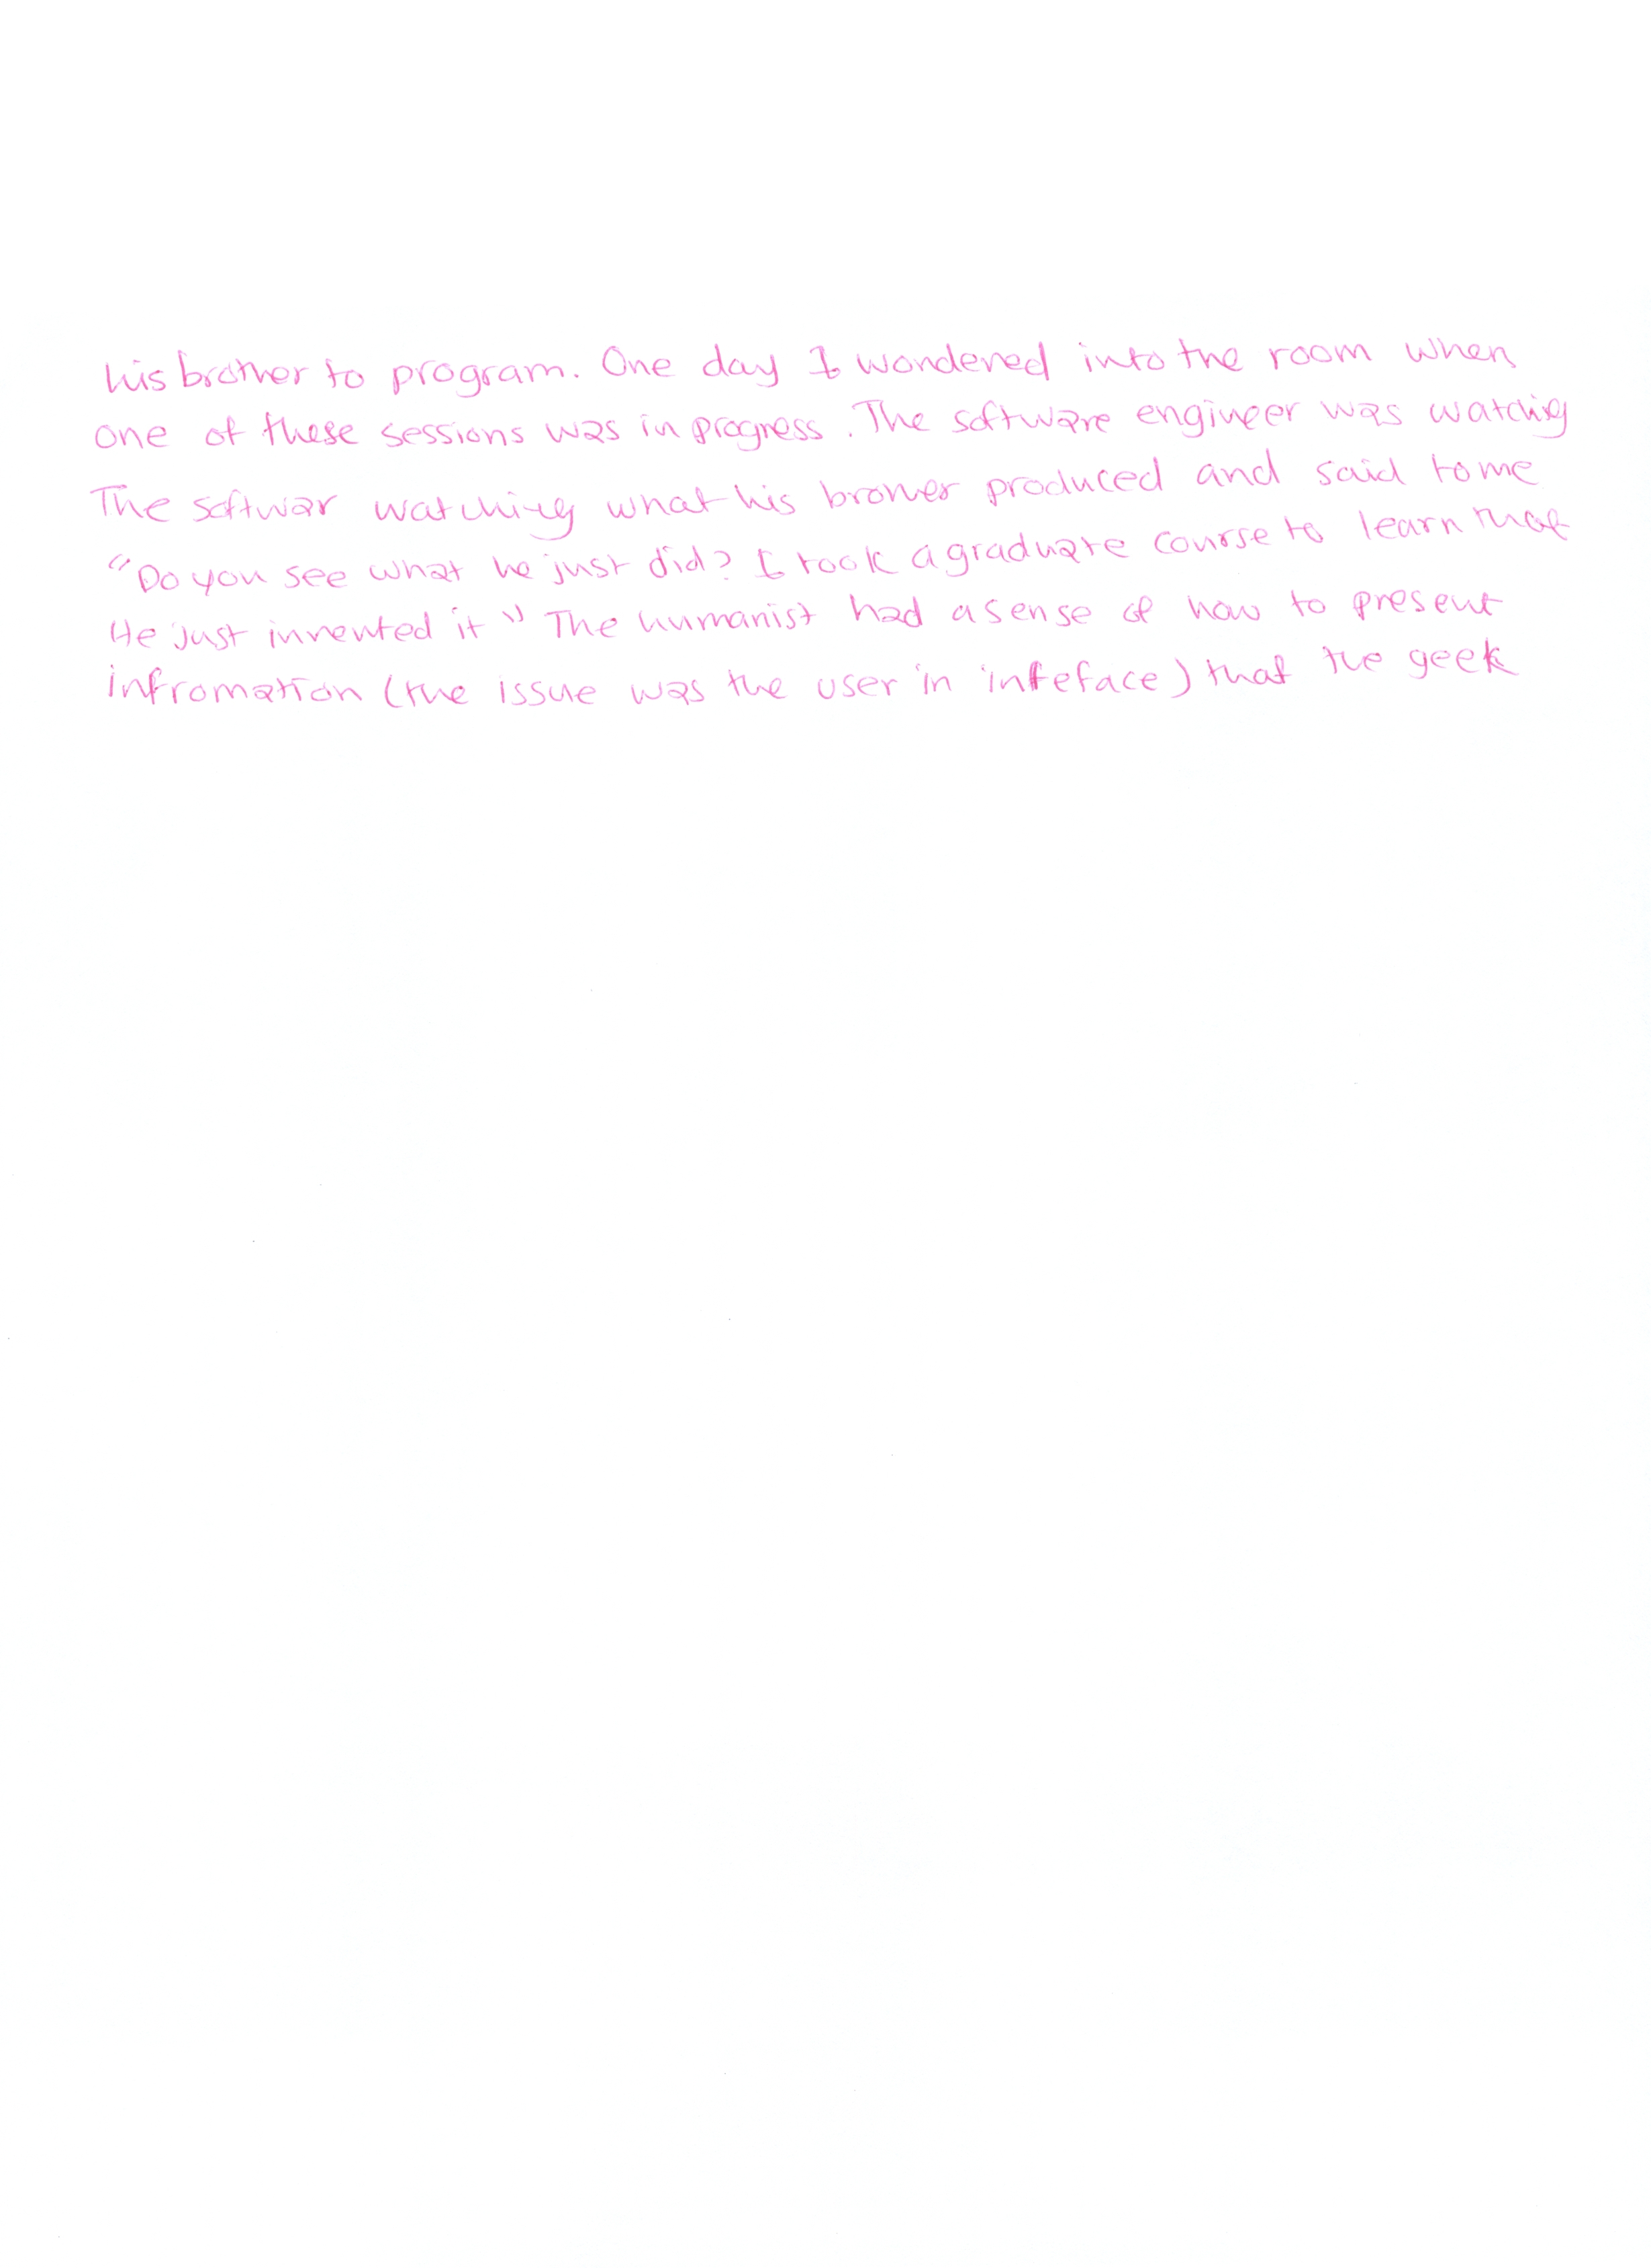 his brother to program. One day I wondered into the room when
one of these sessions was in progress. The software engineer was watching
The softwar watching what his brother produced and said to me
"Do you see what he just did? I took a graduate course to learn that
He just invented it" The humanist had a sense of how to present
infromation (the issue was the user in inteface) that the geek